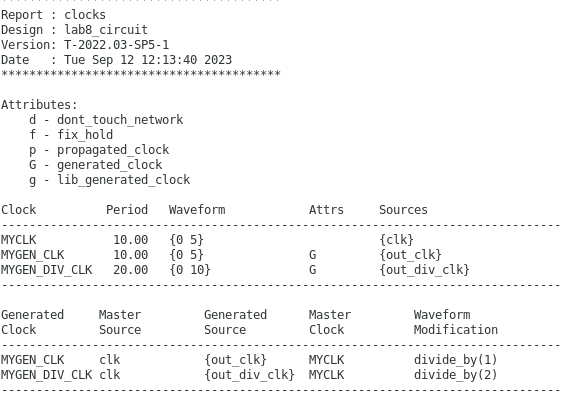 ****************************************
Report : clocks
Design : lab8_circuit
Version: T-2022.03-SP5-1
Date   : Tue Sep 12 12:13:40 2023
****************************************

Attributes:
    d - dont_touch_network
    f - fix_hold
    p - propagated_clock
    G - generated_clock
    g - lib_generated_clock

Clock          Period   Waveform            Attrs     Sources
--------------------------------------------------------------------------------
MYCLK           10.00   {0 5}                         {clk}
MYGEN_CLK       10.00   {0 5}               G         {out_clk}
MYGEN_DIV_CLK   20.00   {0 10}              G         {out_div_clk}
--------------------------------------------------------------------------------

Generated     Master         Generated      Master         Waveform
Clock         Source         Source         Clock          Modification
--------------------------------------------------------------------------------
MYGEN_CLK     clk            {out_clk}      MYCLK          divide_by(1)
MYGEN_DIV_CLK clk            {out_div_clk}  MYCLK          divide_by(2)
--------------------------------------------------------------------------------